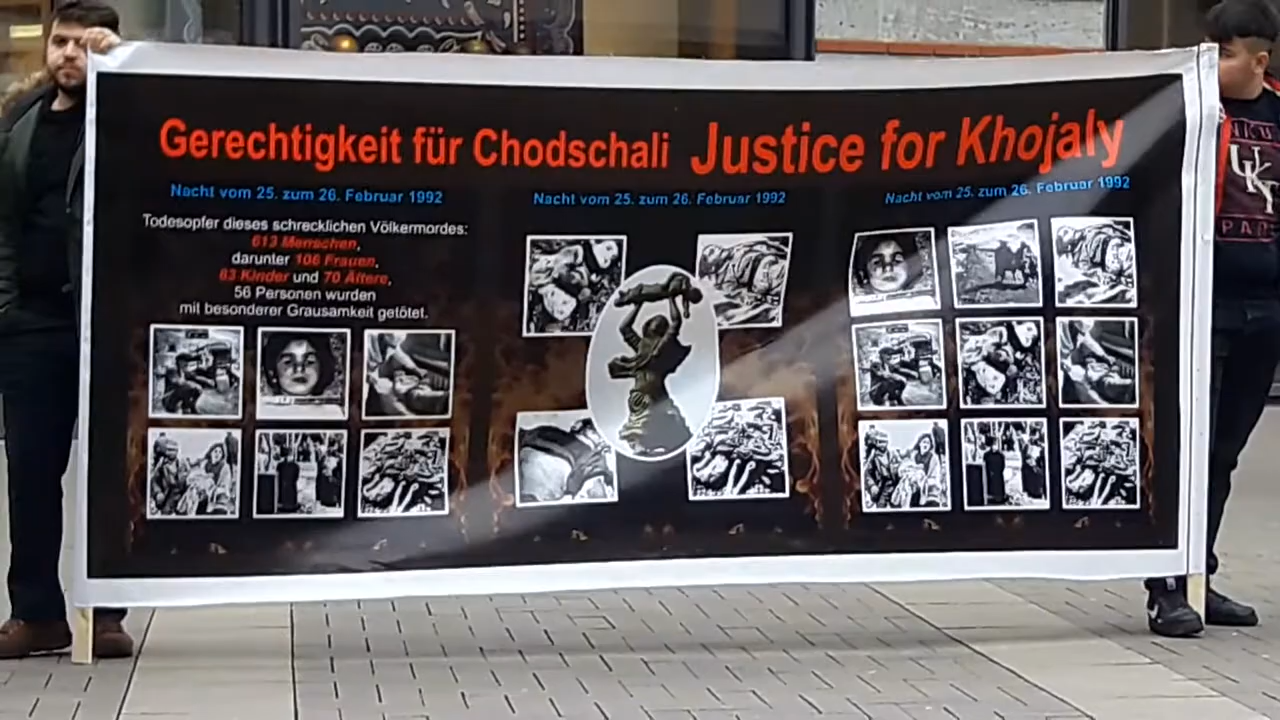 Gerechtigkeit für Chodschali Justice for Khojaly
Nacht vom 25. zum 26. Februar 1992
Todesopfer dieses schrecklichen Völkermordes:
613 Menschen,
darunter 106 Frauen,
63 Kinder und 70 Ältere,
56 Personen wurden
mit besonderer Grausamkeit getötet.
Nacht vom 25. zum 26. Februar 1992
Nacht vom 25. zum 26. Februar 1992